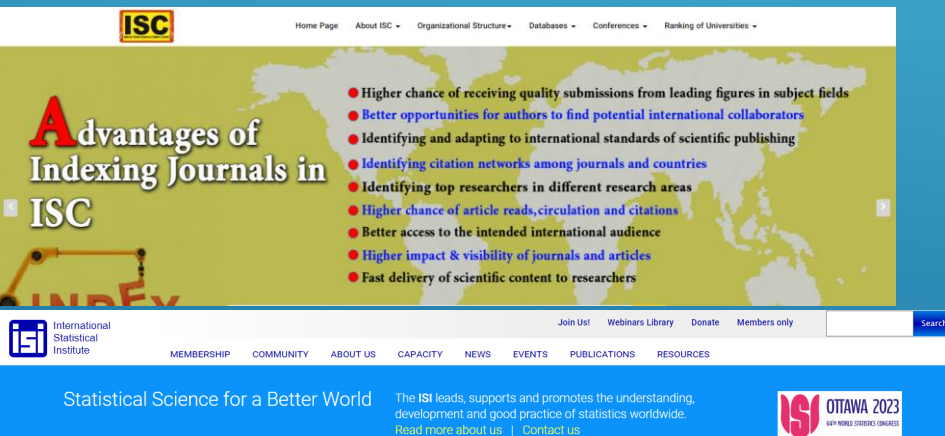 ISC
Home Page About ISC Organizational Structure Databases Conferences Ranking of Universities
Advantages of
Indexing Journals in
ISC
Higher chance of receiving quality submissions from leading figures in subject fields
Better opportunities for authors to find potential international collaborators
Identifying and adapting to international standards of scientific publishing
Identifying citation networks among journals and countries
Identifying top researchers in different research areas
Higher chance of article reads,circulation and citations
Better access to the intended international audience
Higher impact & visibility of journals and articles
Fast delivery of scientific content to researchers
INDEX
isi
International
Statistical
Institute
Join Us! Webinars Library Donate Members only
Search
MEMBERSHIP COMMUNITY ABOUT US CAPACITY NEWS EVENTS PUBLICATIONS RESOURCES
Statistical Science for a Better World
The ISI leads, supports and promotes the understanding,
development and good practice of statistics worldwide.
Read more about us | Contact us
ISI
OTTAWA 2023
64TH WORLD STATISTICS CONGRESS